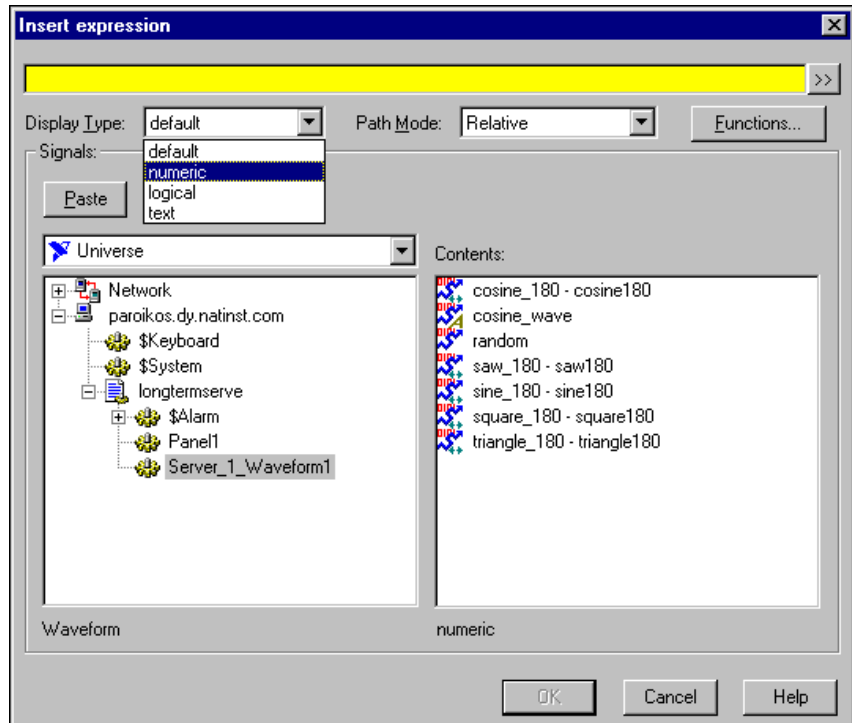 Insert expression
>>
Display Type: default Path Mode: Relative Functions...
default
numeric
logical
text
Signals:
Paste
Universe
Contents:
Network
paroikos.dy.natinst.com
$Keyboard
$System
longtermserve
$Alarm
Panel1
Server_1_Waveform1
cosine_180 - cosine180
cosine_wave
random
saw_180 - saw180
sine_180 - sine180
square_180 - square180
triangle_180 - triangle180
Waveform
numeric
OK Cancel Help